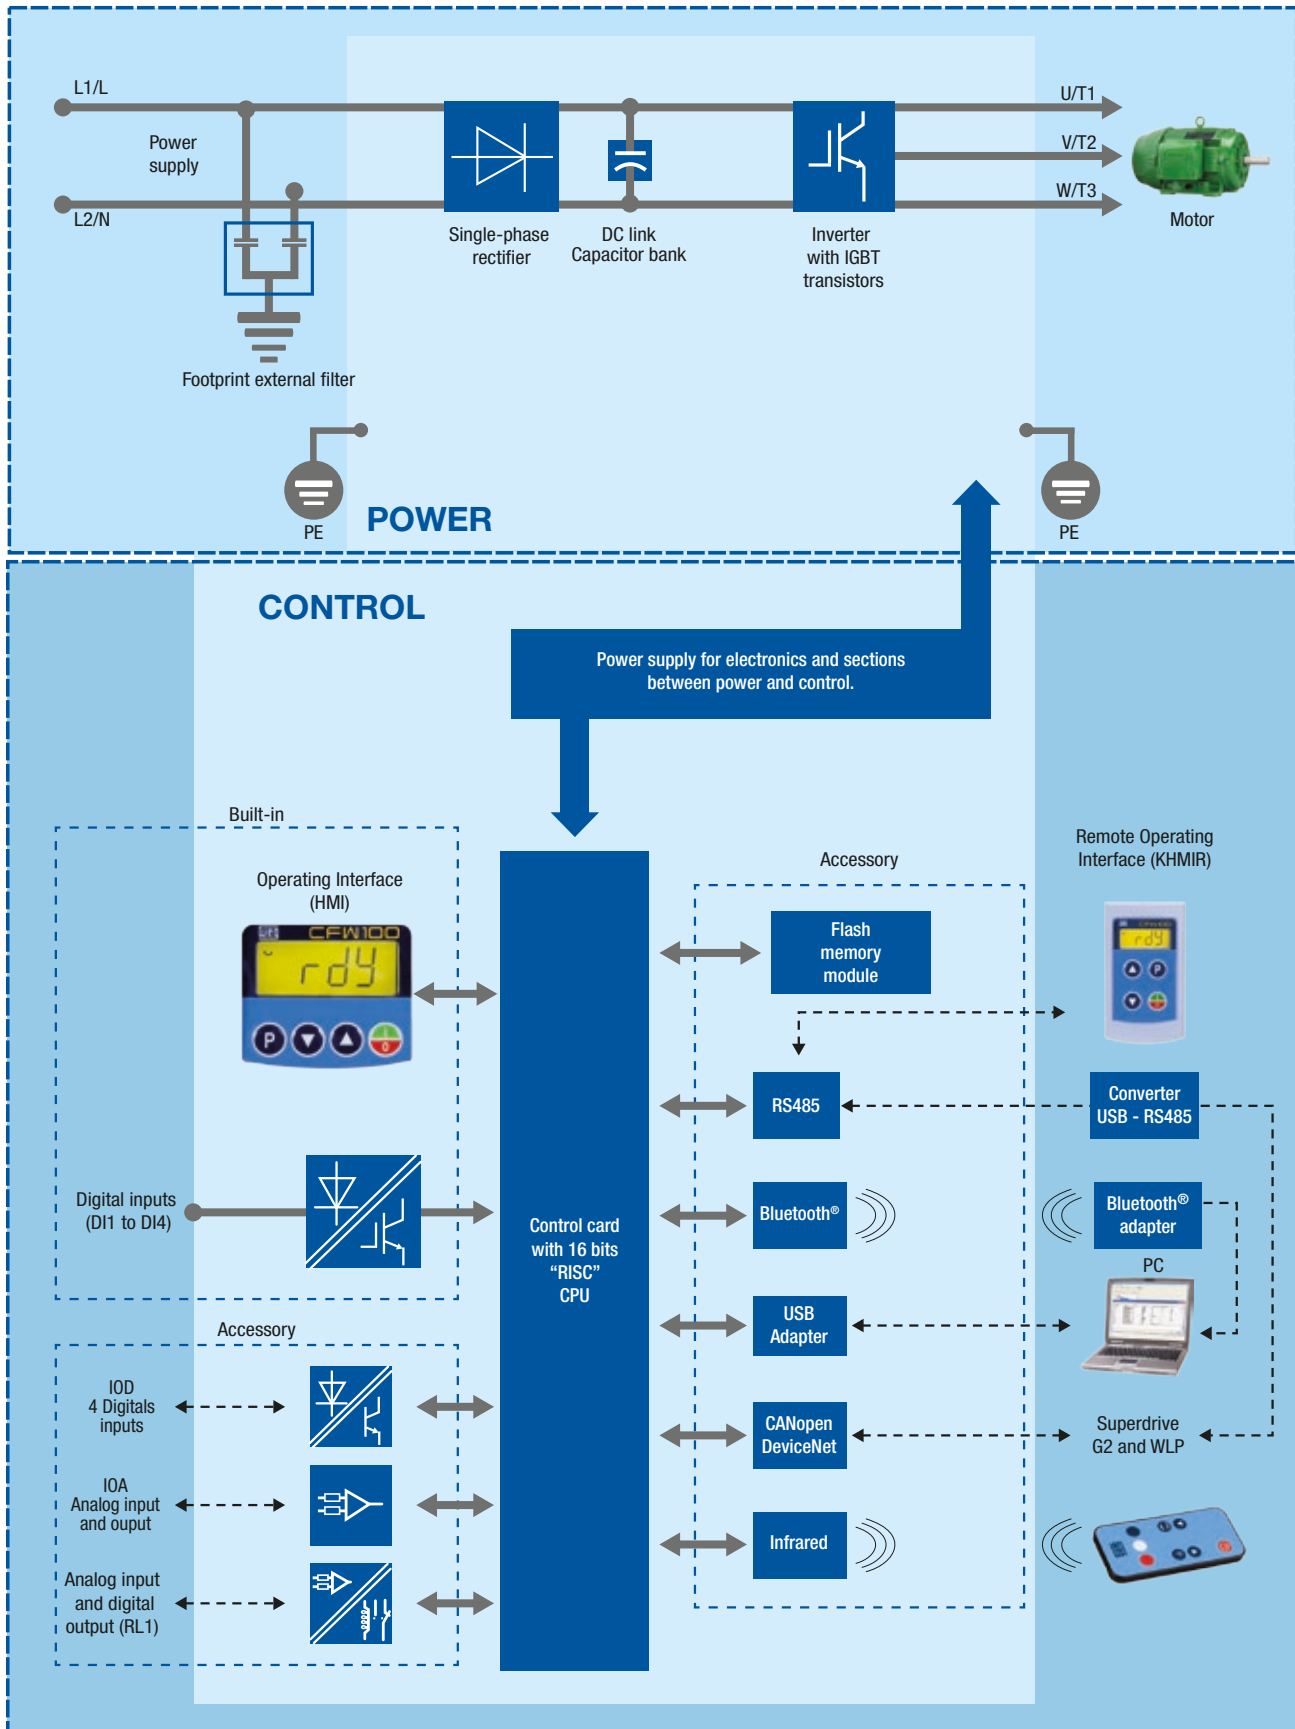 L1/L
Power
supply
L2/N
Single-phase
rectifier
DC link
Capacitor bank
Inverter
with IGBT
transistors
U/T1
V/T2
W/T3
Motor
Footprint external filter
PE
POWER
PE
CONTROL
Power supply for electronics and sections
between power and control.
Built-in
Operating Interface
(HMI)
CFW100
rdy
P
I
0
Digital inputs
(DI1 to DI4)
Accessory
IOD
4 Digitals
inputs
IOA
Analog input
and ouput
Analog input
and digital
output (RL1)
Control card
with 16 bits
“RISC”
CPU
Accessory
Flash
memory
module
RS485
Bluetooth®
USB
Adapter
CANopen
DeviceNet
Infrared
Remote Operating
Interface (KHMIR)
rdy
P
Converter
USB - RS485
Bluetooth®
adapter
PC
Superdrive
G2 and WLP